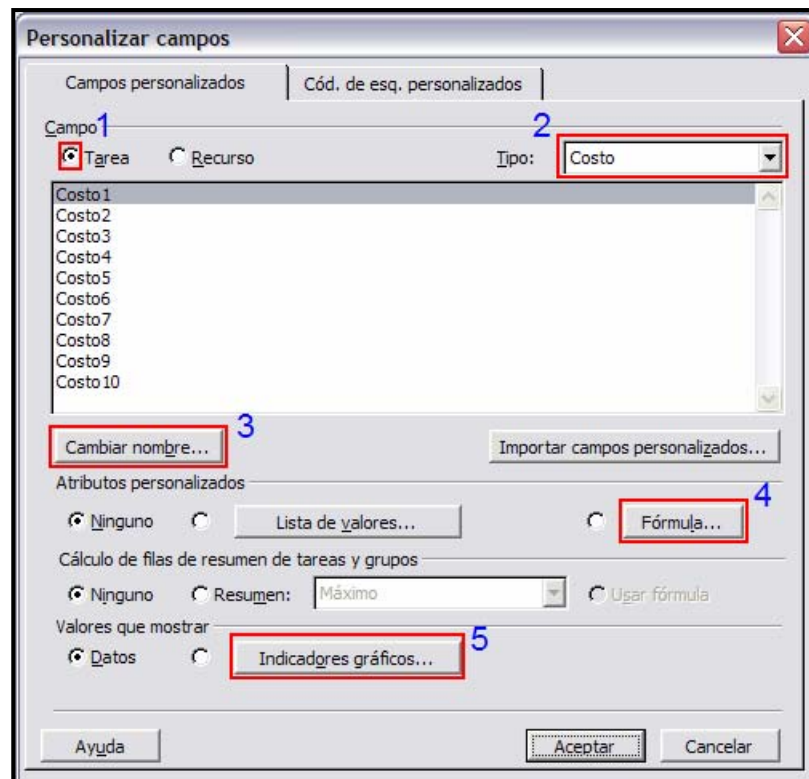 Personalizar campos
Campos personalizados Cód. de esq. personalizados
Campo 1 2
Tarea Recurso Tipo: Costo
Costo1
Costo2
Costo3
Costo4
Costo5
Costo6
Costo7
Costo8
Costo9
Costo10
3
Cambiar nombre... Importar campos personalizados...
Atributos personalizados 4
Ninguno Lista de valores... Fórmula...
Cálculo de filas de resumen de tareas y grupos
Ninguno Resumen: Máximo Usar fórmula
Valores que mostrar 5
Datos Indicadores gráficos...
Ayuda Aceptar Cancelar